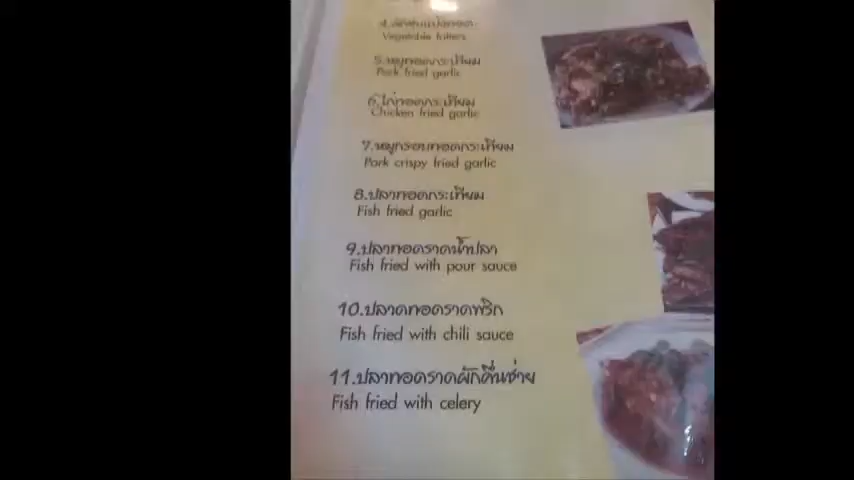 Vegetable fritters
5.หมูทอดกระเทียม
Pork fried garlic
6.ไก่ทอดกระเทียม
Chicken fried garlic
7.หมูกรอบทอดกระเทียม
Pork crispy fried garlic
8.ปลาทอดกระเทียม
Fish fried garlic
9.ปลาทอดราดน้ำปลา
Fish fried with pour sauce
10.ปลาดทอดราดพริก
Fish fried with chili sauce
11.ปลาทอดราดผักคื่นช่าย
Fish fried with celery